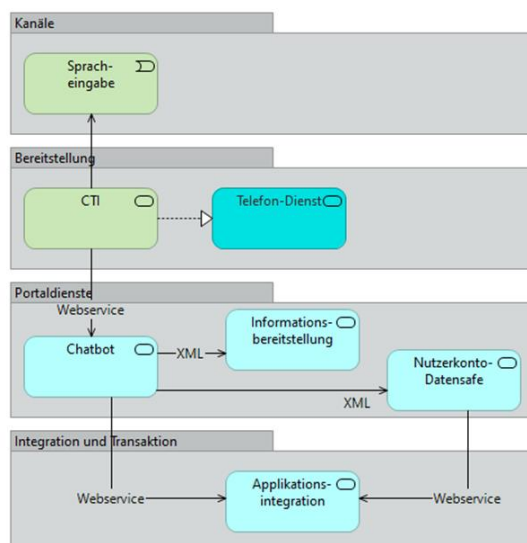 Kanäle
Sprach-
eingabe
Bereitstellung
CTI
Telefon-Dienst
Portaldienste
Webservice
Chatbot
XML
Informations-
bereitstellung
Nutzerkonto-
Datensafe
XML
Integration und Transaktion
Webservice
Applikations-
integration
Webservice